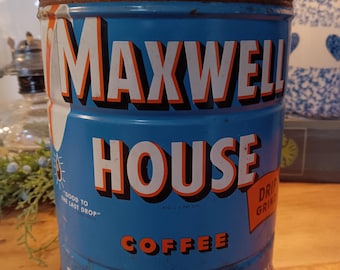 MAXWELL
HOUSE
"GOOD TO
THE LAST DROP"
DRIP
GRIND
COFFEE